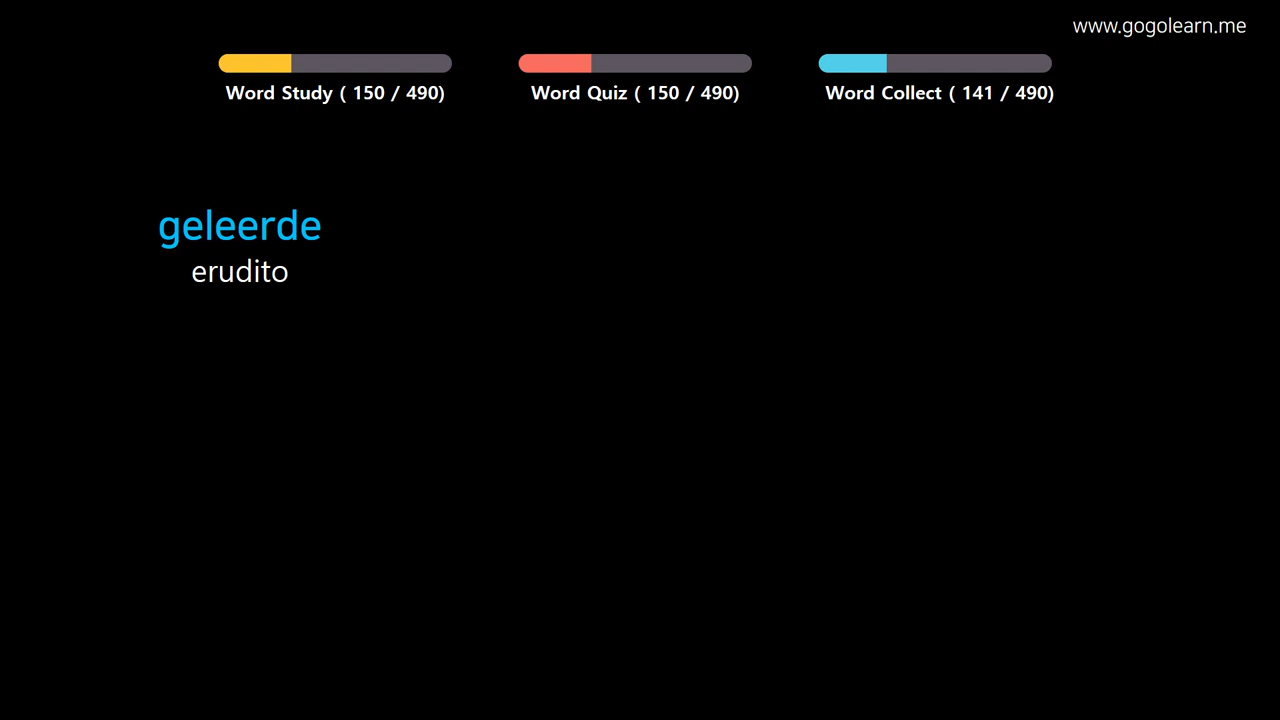 www.gogolearn.me
Word Study ( 150 / 490)
Word Quiz ( 150 / 490)
Word Collect ( 141 / 490)
geleerde
erudito